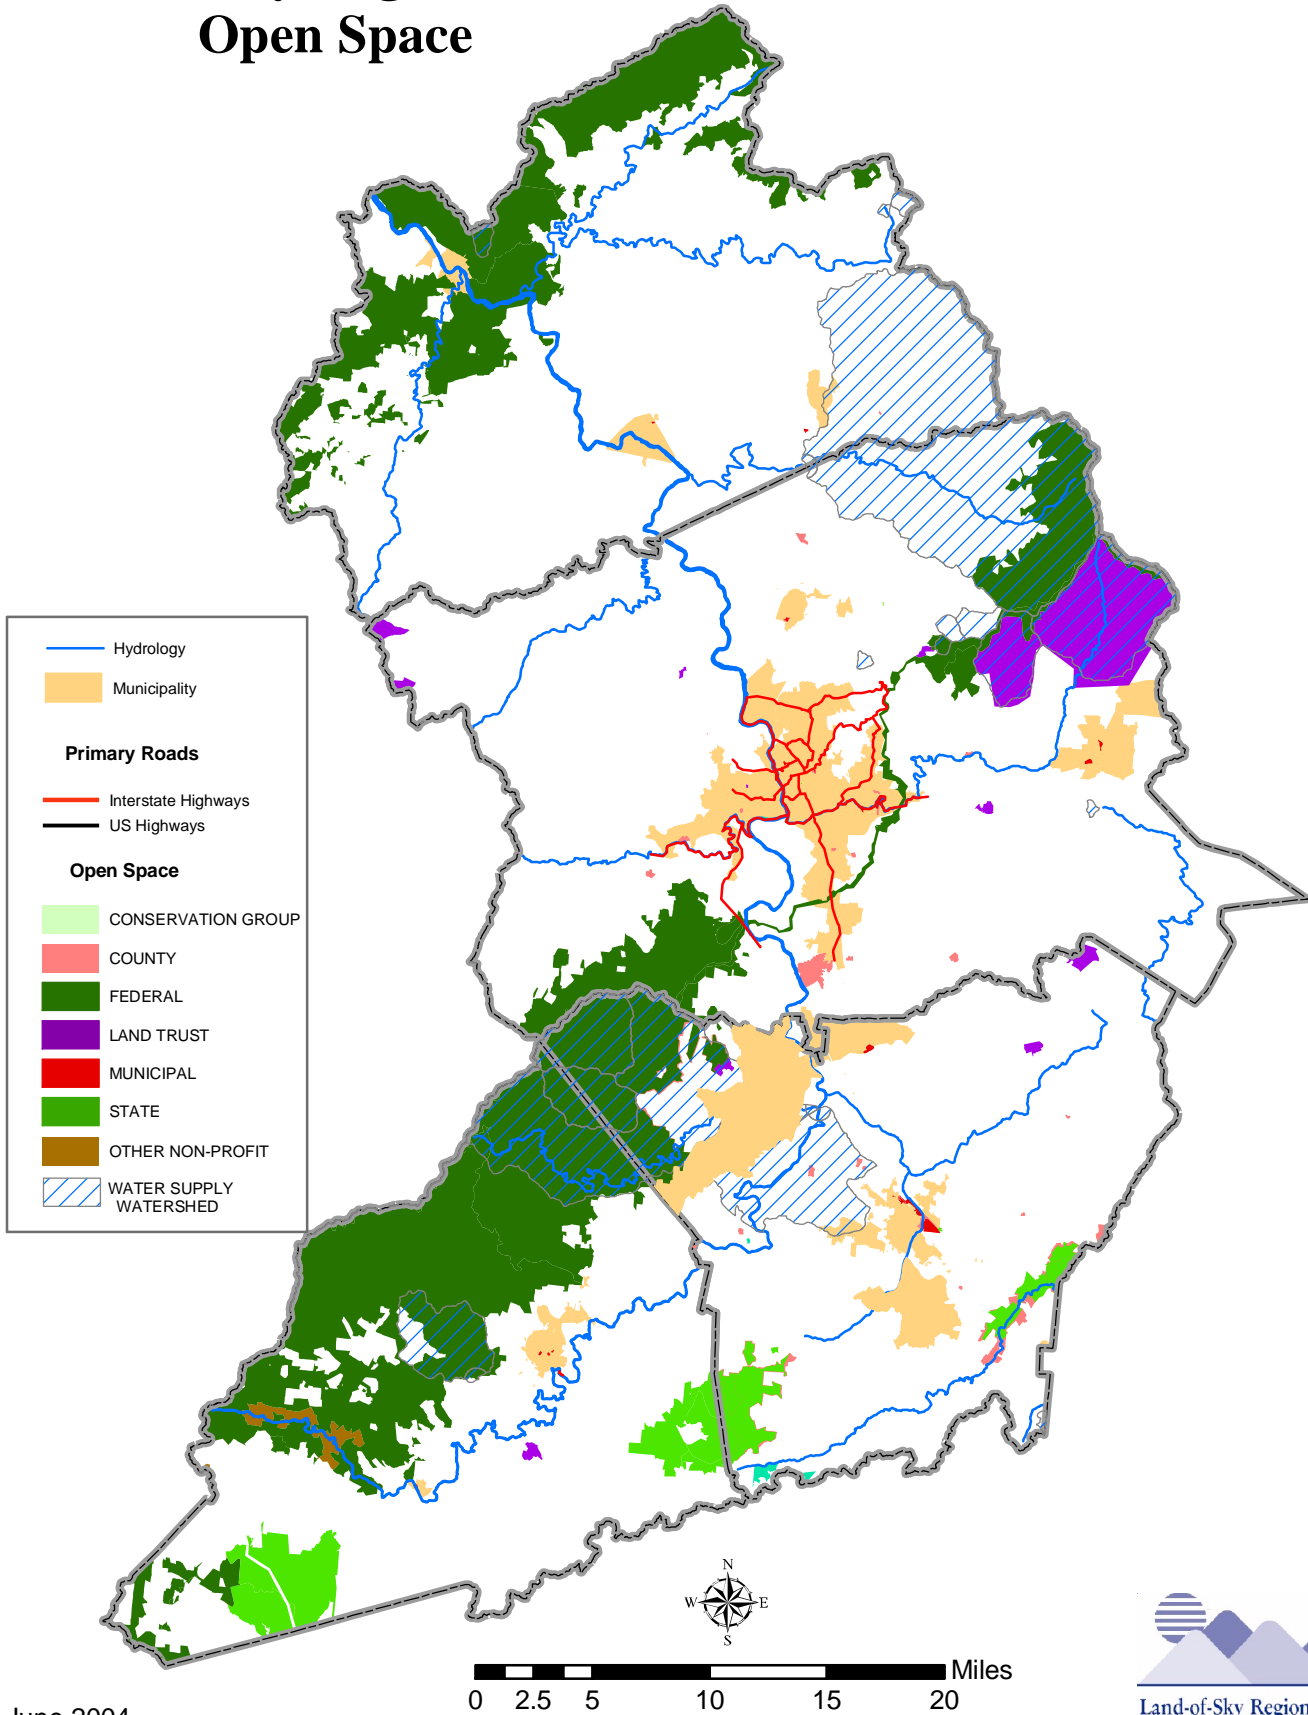 Open Space
Hydrology
Municipality
Primary Roads
Interstate Highways
US Highways
Open Space
CONSERVATION GROUP
COUNTY
FEDERAL
LAND TRUST
MUNICIPAL
STATE
OTHER NON-PROFIT
WATER SUPPLY
WATERSHED
N
W E
S
Miles
0 2.5 5 10 15 20
June 2004
Land-of-Sky Region